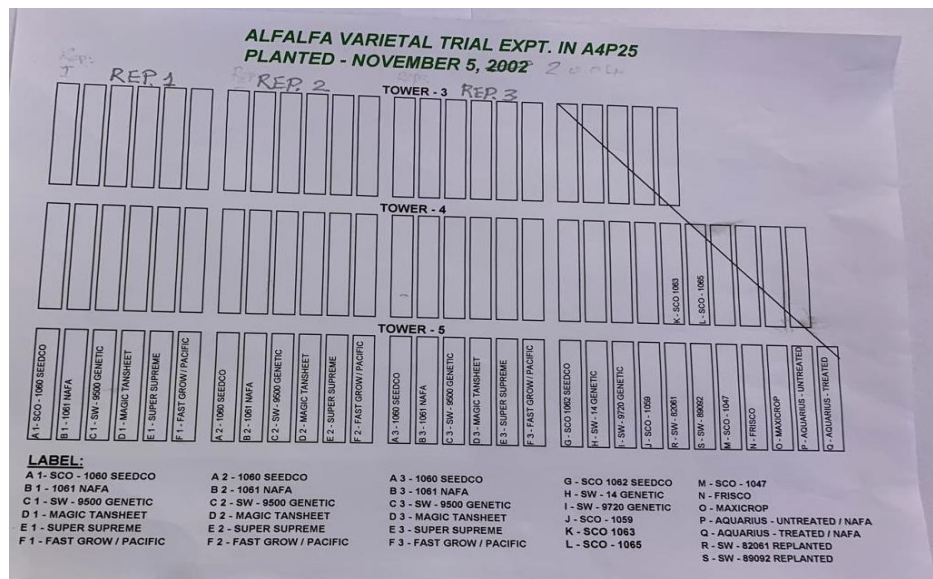 ALFALFA VARIETAL TRIAL EXPT. IN A4P25
PLANTED - NOVEMBER 5, 2002
REP. 1
REP. 2
TOWER - 3
REP. 3
TOWER - 4
K - SCO 1063
L - SCO - 1065
TOWER - 5
A 1- SCO - 1060 SEEDCO
B 1 - 1061 NAFA
C 1 - SW - 9500 GENETIC
D 1 - MAGIC TANSHEET
E 1 - SUPER SUPREME
F 1 - FAST GROW / PACIFIC
A 2 - 1060 SEEDCO
B 2 - 1061 NAFA
C 2 - SW - 9500 GENETIC
D 2 - MAGIC TANSHEET
E 2 - SUPER SUPREME
F 2 - FAST GROW / PACIFIC
A 3 - 1060 SEEDCO
B 3 - 1061 NAFA
C 3 - SW - 9500 GENETIC
D 3 - MAGIC TANSHEET
E 3 - SUPER SUPREME
F 3 - FAST GROW / PACIFIC
G - SCO 1062 SEEDCO
H - SW - 14 GENETIC
I - SW - 9720 GENETIC
J - SCO - 1059
R - SW - 82061
S - SW - 89092
M - SCO - 1047
N - FRISCO
O - MAXICROP
P - AQUARIUS - UNTREATED
Q - AQUARIUS - TREATED
LABEL:
A 1- SCO - 1060 SEEDCO
B 1 - 1061 NAFA
C 1 - SW - 9500 GENETIC
D 1 - MAGIC TANSHEET
E 1 - SUPER SUPREME
F 1 - FAST GROW / PACIFIC
A 2 - 1060 SEEDCO
B 2 - 1061 NAFA
C 2 - SW - 9500 GENETIC
D 2 - MAGIC TANSHEET
E 2 - SUPER SUPREME
F 2 - FAST GROW / PACIFIC
A 3 - 1060 SEEDCO
B 3 - 1061 NAFA
C 3 - SW - 9500 GENETIC
D 3 - MAGIC TANSHEET
E 3 - SUPER SUPREME
F 3 - FAST GROW / PACIFIC
G - SCO 1062 SEEDCO
H - SW - 14 GENETIC
I - SW - 9720 GENETIC
J - SCO - 1059
K - SCO 1063
L - SCO - 1065
M - SCO - 1047
N - FRISCO
O - MAXICROP
P - AQUARIUS - UNTREATED / NAFA
Q - AQUARIUS - TREATED / NAFA
R - SW - 82061 REPLANTED
S - SW - 89092 REPLANTED